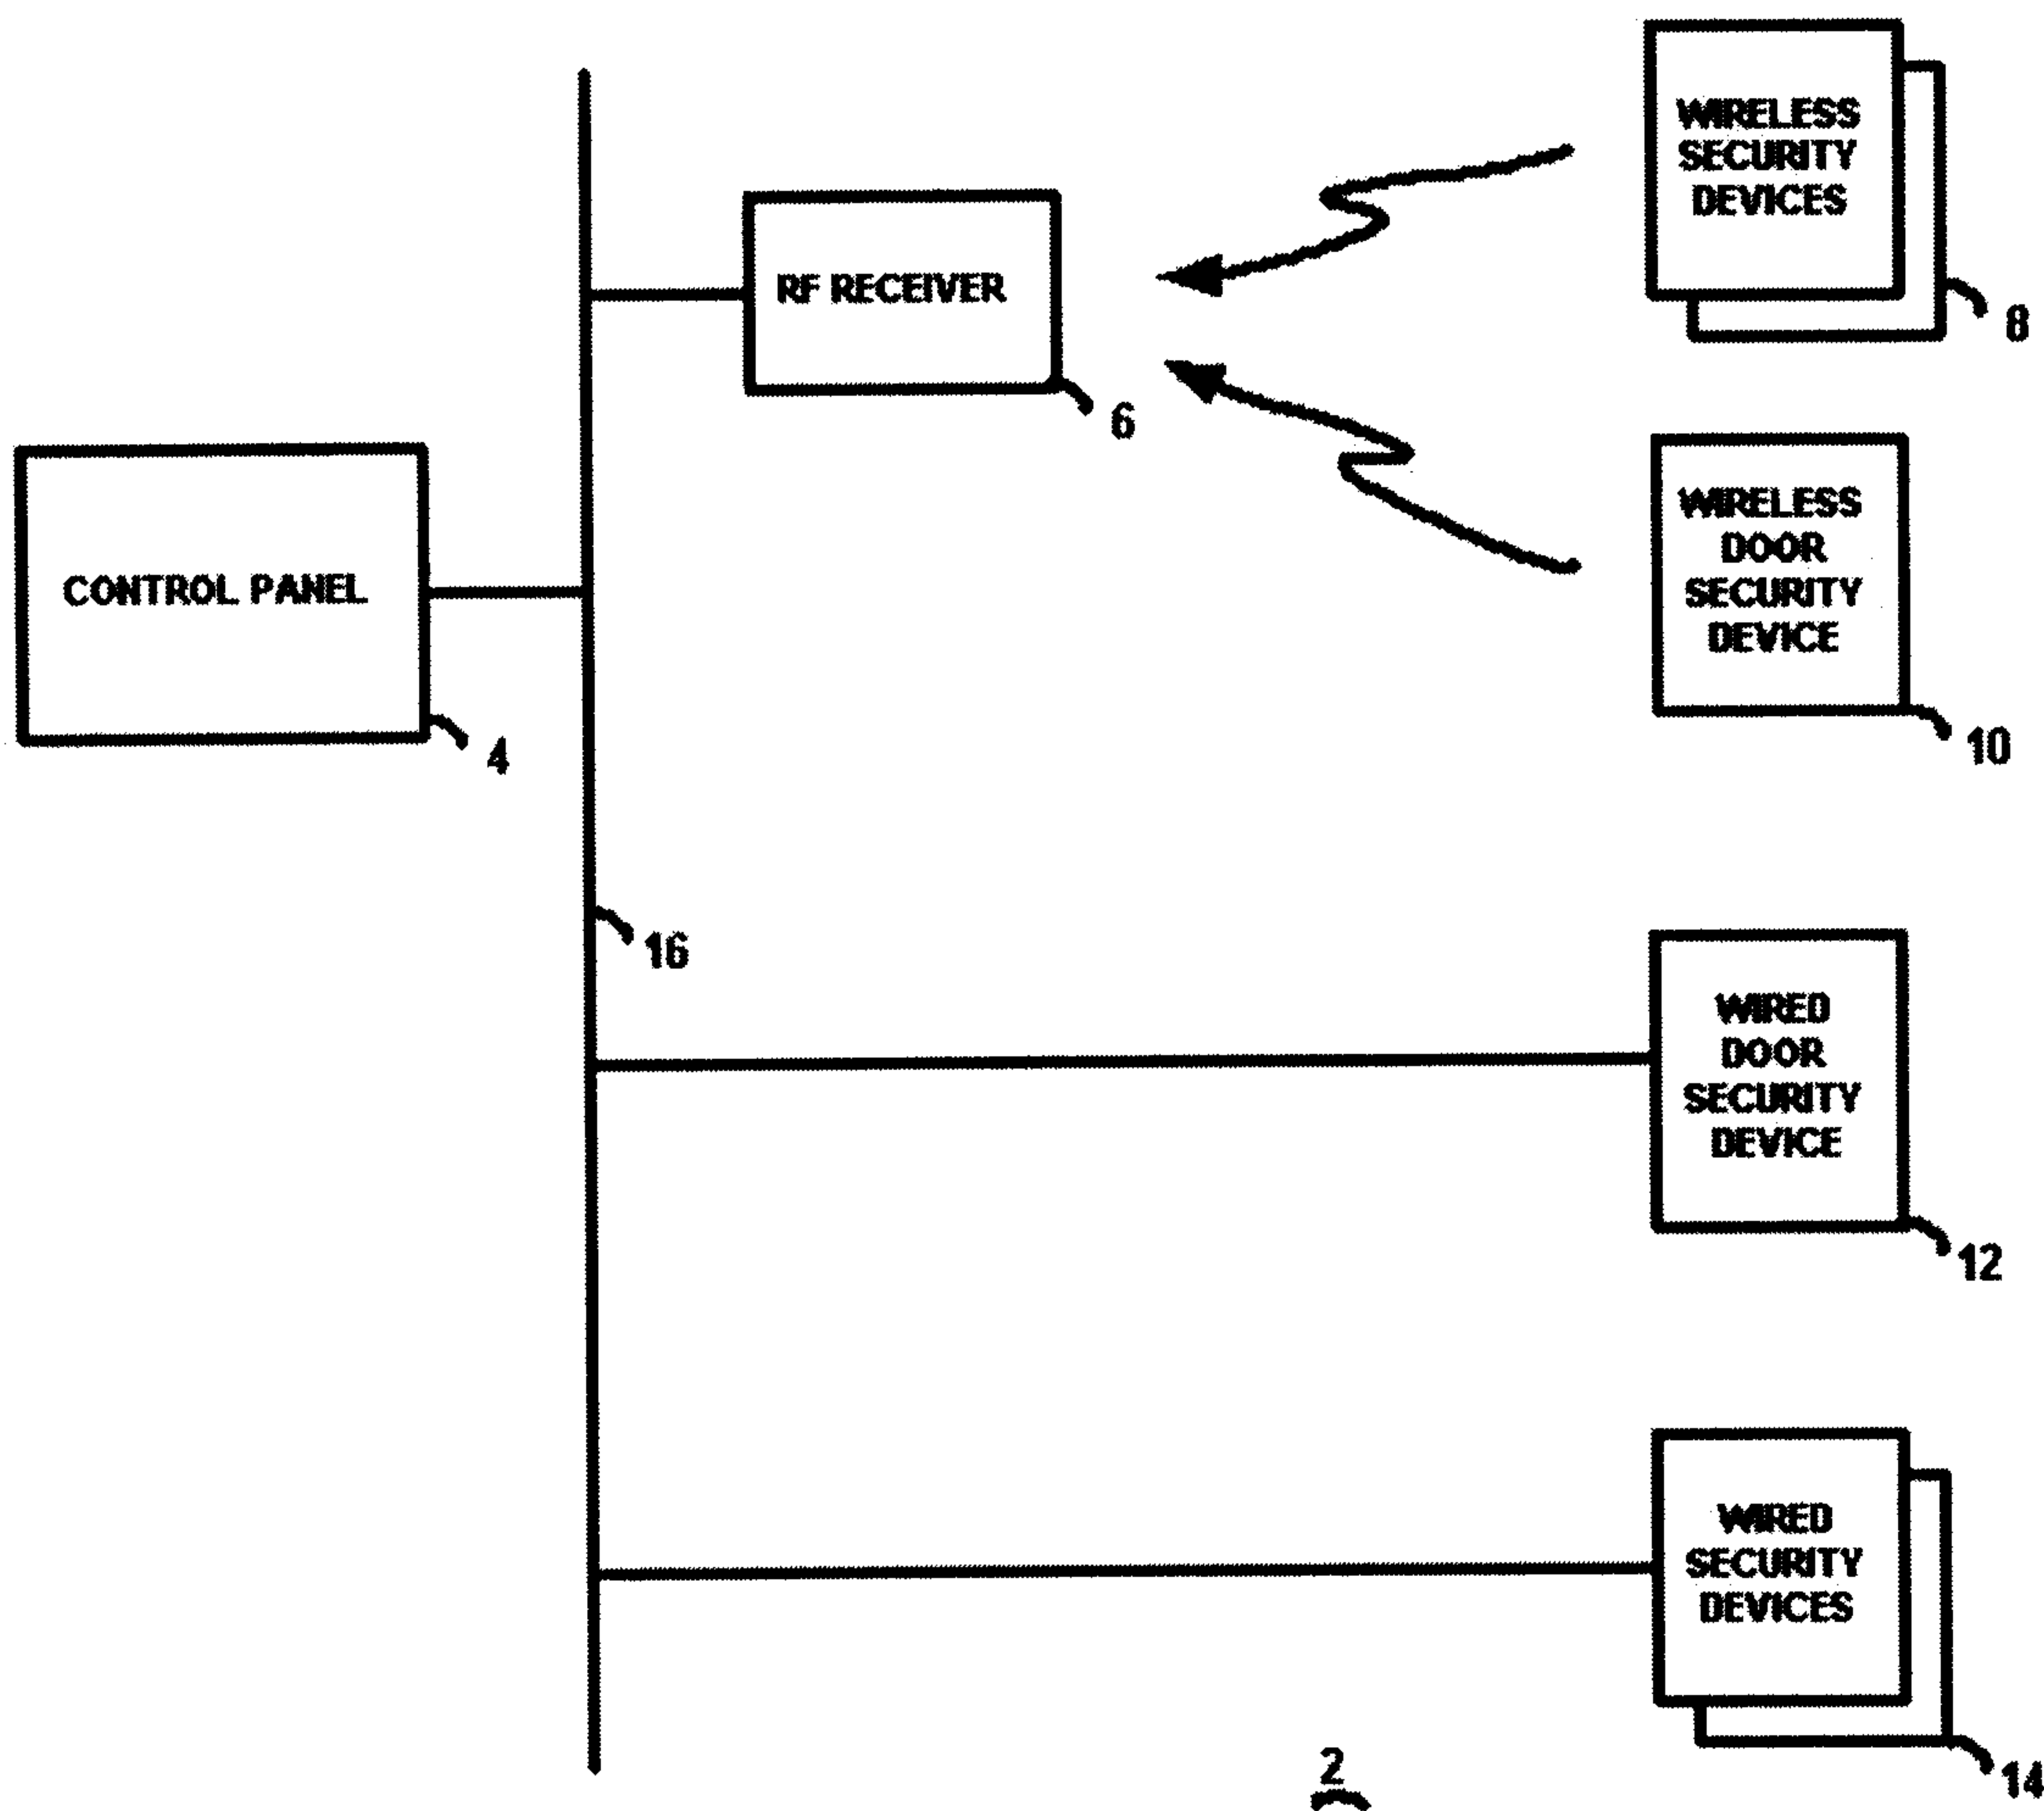 WIRELESS
SECURITY
DEVICES
8
RF RECEIVER
6
WIRELESS
DOOR
SECURITY
DEVICE
10
CONTROL PANEL
4
16
WIRED
DOOR
SECURITY
DEVICE
12
WIRED
SECURITY
DEVICES
14
2